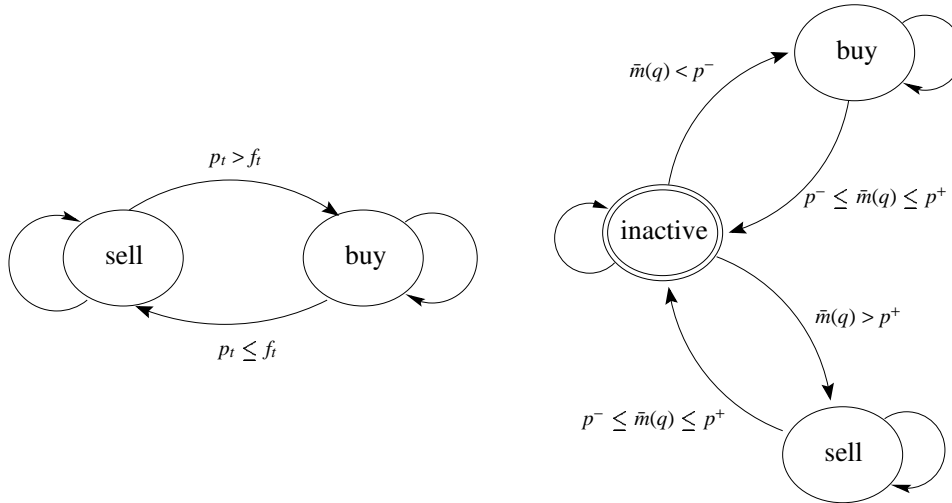 p_t > f_t
sell
buy
p_t ≤ f_t
buy
m̄(q) < p⁻
p⁻ ≤ m̄(q) ≤ p⁺
inactive
m̄(q) > p⁺
p⁻ ≤ m̄(q) ≤ p⁺
sell